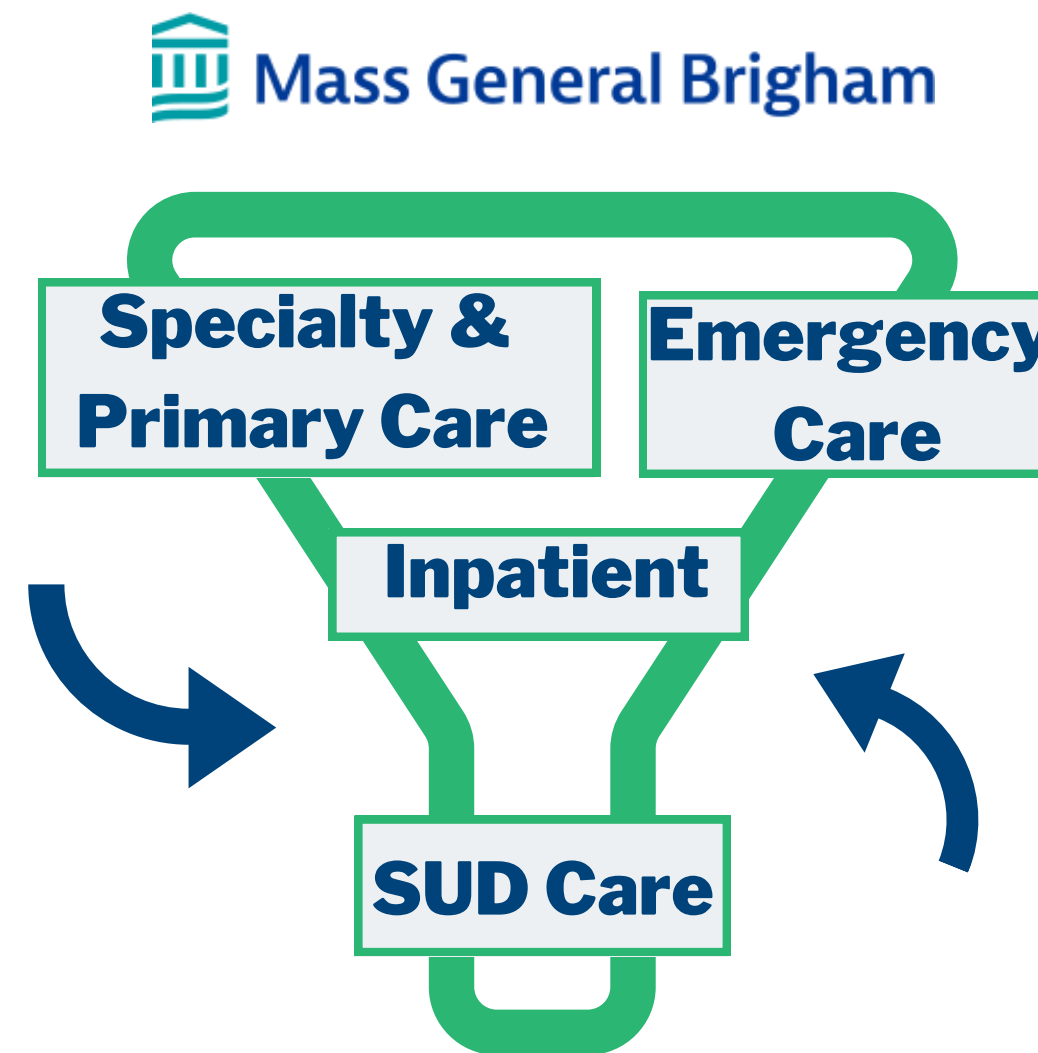 Mass General Brigham
Specialty &
Primary Care
Emergency
Care
Inpatient
SUD Care